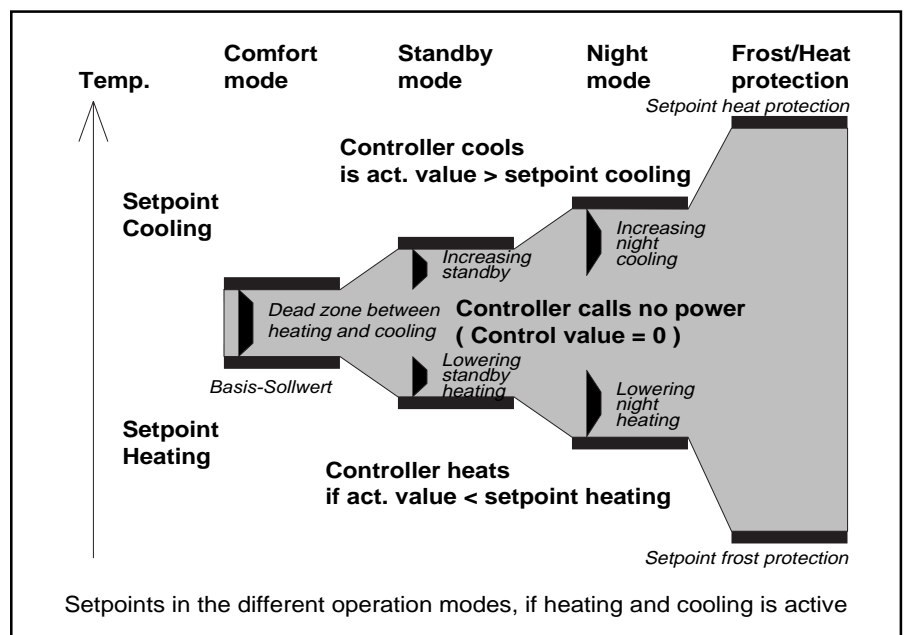 Comfort
mode
Standby
mode
Night
mode
Frost/Heat
protection
Temp.
Setpoint heat protection
Controller cools
is act. value > setpoint cooling
Setpoint
Cooling
Increasing
standby
Increasing
night
cooling
Dead zone between
heating and cooling
Controller calls no power
( Control value = 0 )
Basis-Sollwert
Lowering
standby
heating
Lowering
night
heating
Setpoint
Heating
Controller heats
if act. value < setpoint heating
Setpoint frost protection
Setpoints in the different operation modes, if heating and cooling is active